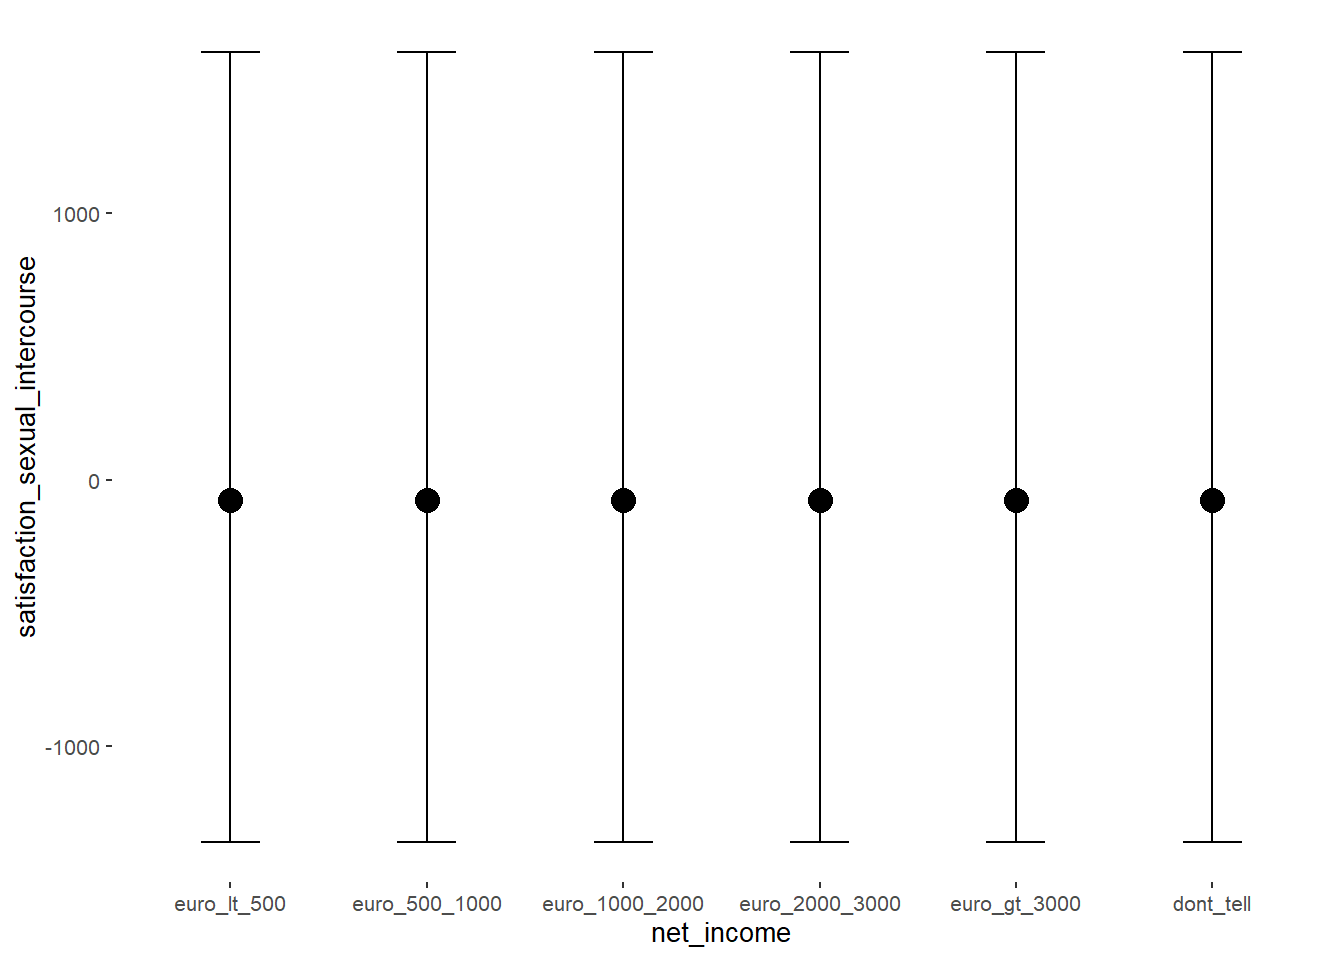 satisfaction_sexual_intercourse
1000
0
-1000
euro_lt_500 euro_500_1000 euro_1000_2000 euro_2000_3000 euro_gt_3000 dont_tell
net_income